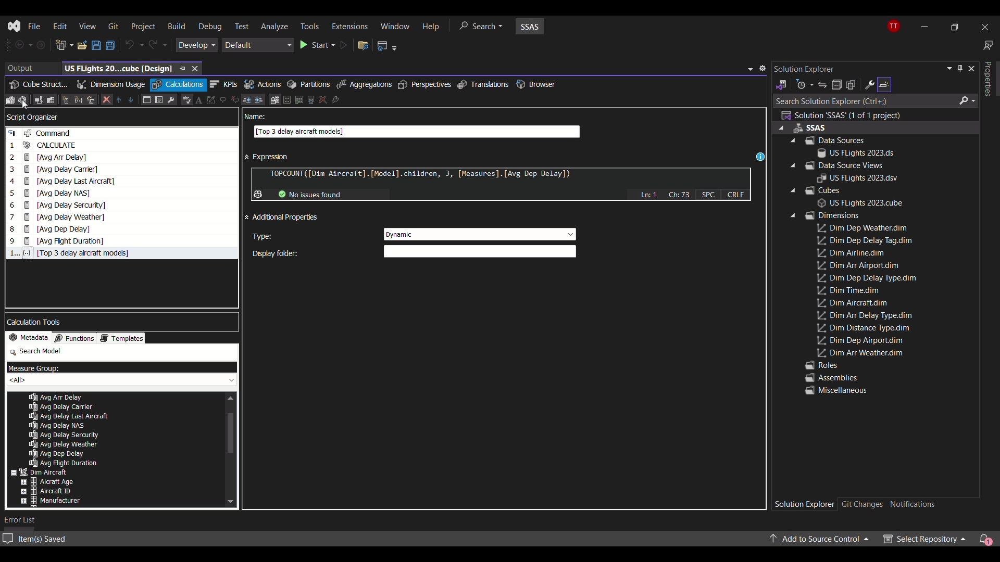 File Edit View Git Project Build Debug Test Analyze Tools Extensions Window Help Search SSAS TT
Develop Default Start
Output US FLights 20...cube [Design]
Cube Struct... Dimension Usage Calculations KPIs Actions Partitions Aggregations Perspectives Translations Browser
Script Organizer
Command
1 CALCULATE
2 [Avg Arr Delay]
3 [Avg Delay Carrier]
4 [Avg Delay Last Aircraft]
5 [Avg Delay NAS]
6 [Avg Delay Sercurity]
7 [Avg Delay Weather]
8 [Avg Dep Delay]
9 [Avg Flight Duration]
1... [Top 3 delay aircraft models]
Calculation Tools
Metadata Functions Templates
Search Model
Measure Group:
<All>
Avg Arr Delay
Avg Delay Carrier
Avg Delay Last Aircraft
Avg Delay NAS
Avg Delay Sercurity
Avg Delay Weather
Avg Dep Delay
Avg Flight Duration
Dim Aircraft
Aicraft Age
Aircraft ID
Manufacturer
Name:
[Top 3 delay aircraft models]
Expression
TOPCOUNT([Dim Aircraft].[Model].children, 3, [Measures].[Avg Dep Delay])
No issues found Ln: 1 Ch: 73 SPC CRLF
Additional Properties
Type: Dynamic
Display folder:
Solution Explorer
Search Solution Explorer (Ctrl+;)
Solution 'SSAS' (1 of 1 project)
SSAS
Data Sources
US FLights 2023.ds
Data Source Views
US FLights 2023.dsv
Cubes
US FLights 2023.cube
Dimensions
Dim Dep Weather.dim
Dim Dep Delay Tag.dim
Dim Airline.dim
Dim Arr Airport.dim
Dim Dep Delay Type.dim
Dim Time.dim
Dim Aircraft.dim
Dim Arr Delay Type.dim
Dim Distance Type.dim
Dim Dep Airport.dim
Dim Arr Weather.dim
Roles
Assemblies
Miscellaneous
Solution Explorer Git Changes Notifications
Properties
Error List
Item(s) Saved Add to Source Control Select Repository 1